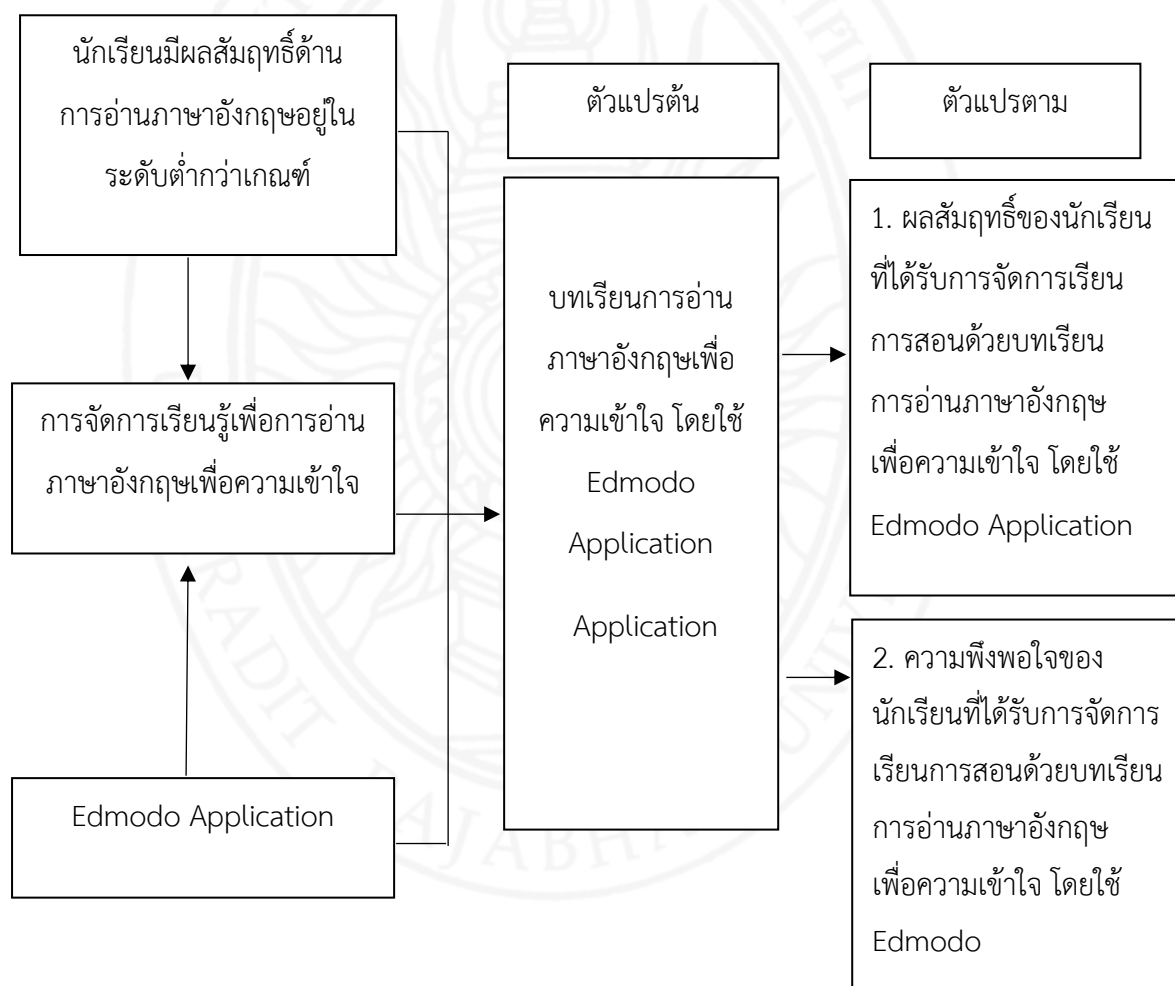 นักเรียนมีผลสัมฤทธิ์ด้าน
การอ่านภาษาอังกฤษอยู่ใน
ระดับต่ำกว่าเกณฑ์
การจัดการเรียนรู้เพื่อการอ่าน
ภาษาอังกฤษเพื่อความเข้าใจ
Edmodo Application
ตัวแปรต้น
บทเรียนการอ่าน
ภาษาอังกฤษเพื่อ
ความเข้าใจ โดยใช้
Edmodo
Application
Application
ตัวแปรตาม
1. ผลสัมฤทธิ์ของนักเรียน
ที่ได้รับการจัดการเรียน
การสอนด้วยบทเรียน
การอ่านภาษาอังกฤษ
เพื่อความเข้าใจ โดยใช้
Edmodo Application
2. ความพึงพอใจของ
นักเรียนที่ได้รับการจัดการ
เรียนการสอนด้วยบทเรียน
การอ่านภาษาอังกฤษ
เพื่อความเข้าใจ โดยใช้
Edmodo